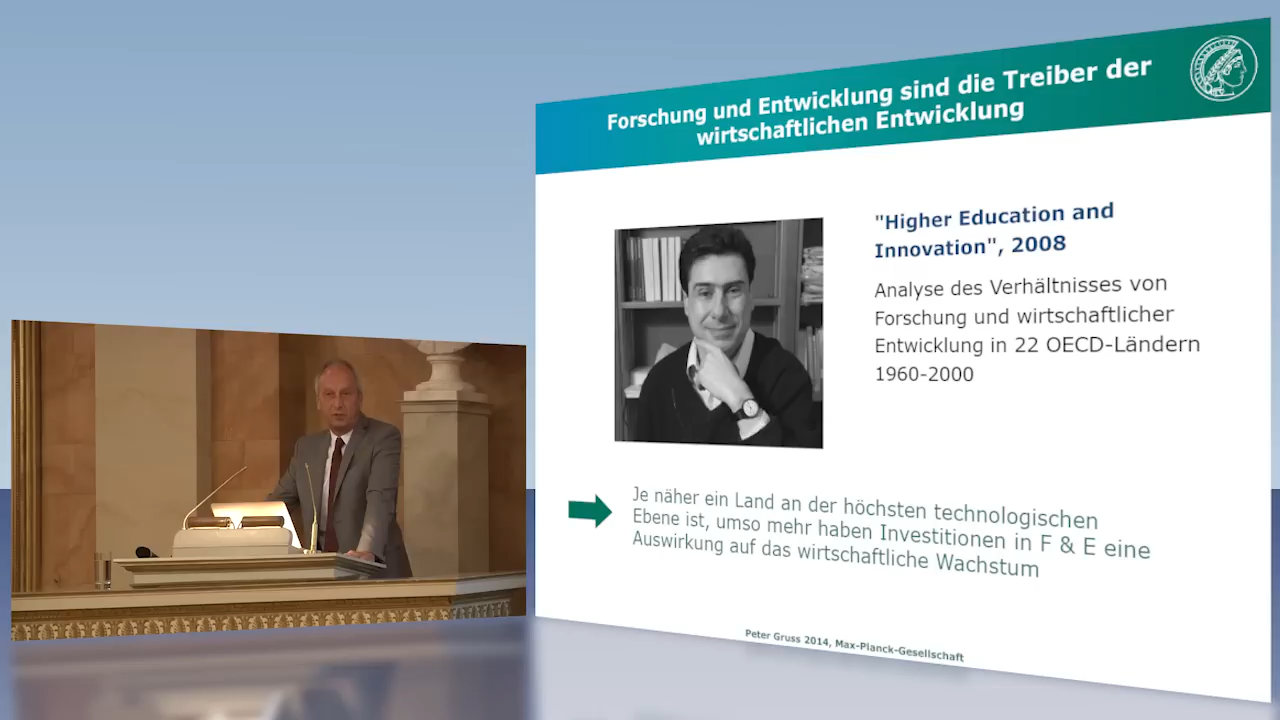 Forschung und Entwicklung sind die Treiber der
wirtschaftlichen Entwicklung
"Higher Education and
Innovation", 2008
Analyse des Verhältnisses von
Forschung und wirtschaftlicher
Entwicklung in 22 OECD-Ländern
1960-2000
Je näher ein Land an der höchsten technologischen
Ebene ist, umso mehr haben Investitionen in F & E eine
Auswirkung auf das wirtschaftliche Wachstum
Peter Gruss 2014, Max-Planck-Gesellschaft